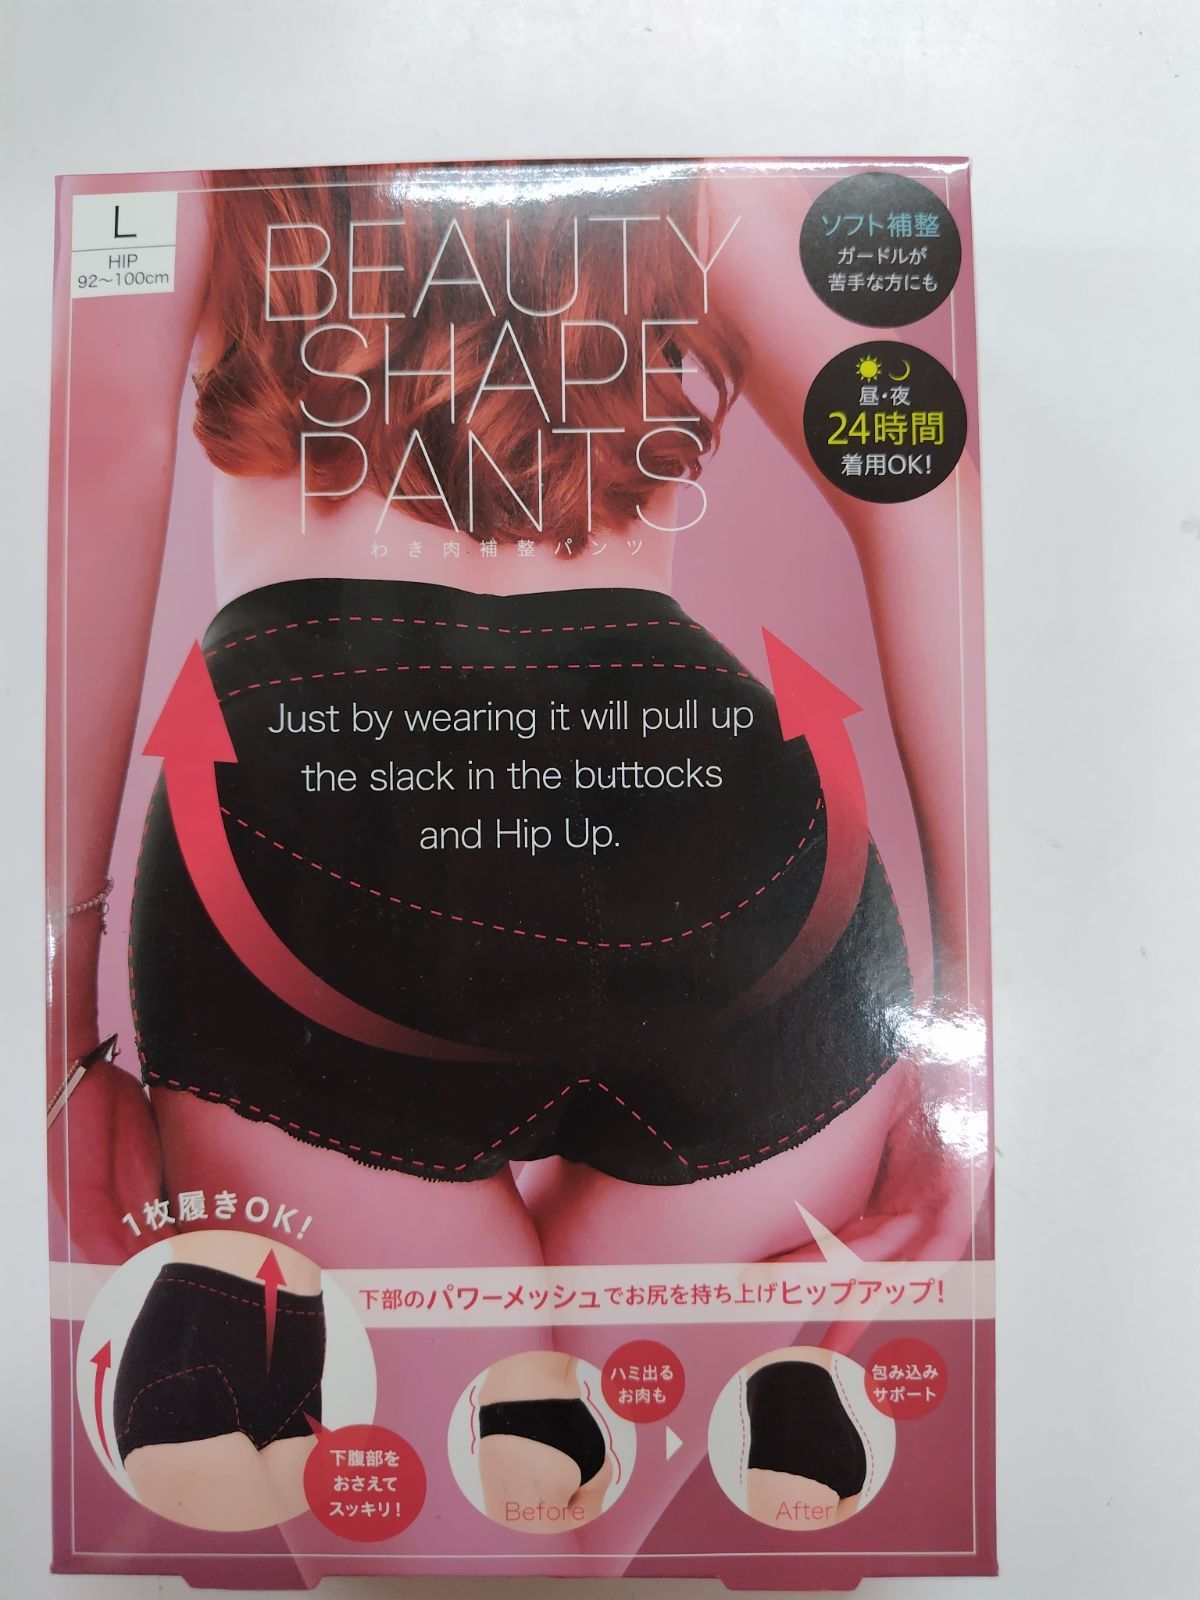 L
HIP
92〜100cm
BEAUTY
SHAPE
PANTS
わき肉補整パンツ
ソフト補整
ガードルが
苦手な方にも
昼・夜
24時間
着用OK!
Just by wearing it will pull up
the slack in the buttocks
and Hip Up.
1枚履きOK!
下部のパワーメッシュでお尻を持ち上げヒップアップ!
下腹部を
おさえて
スッキリ!
ハミ出る
お肉も
Before
包み込み
サポート
After